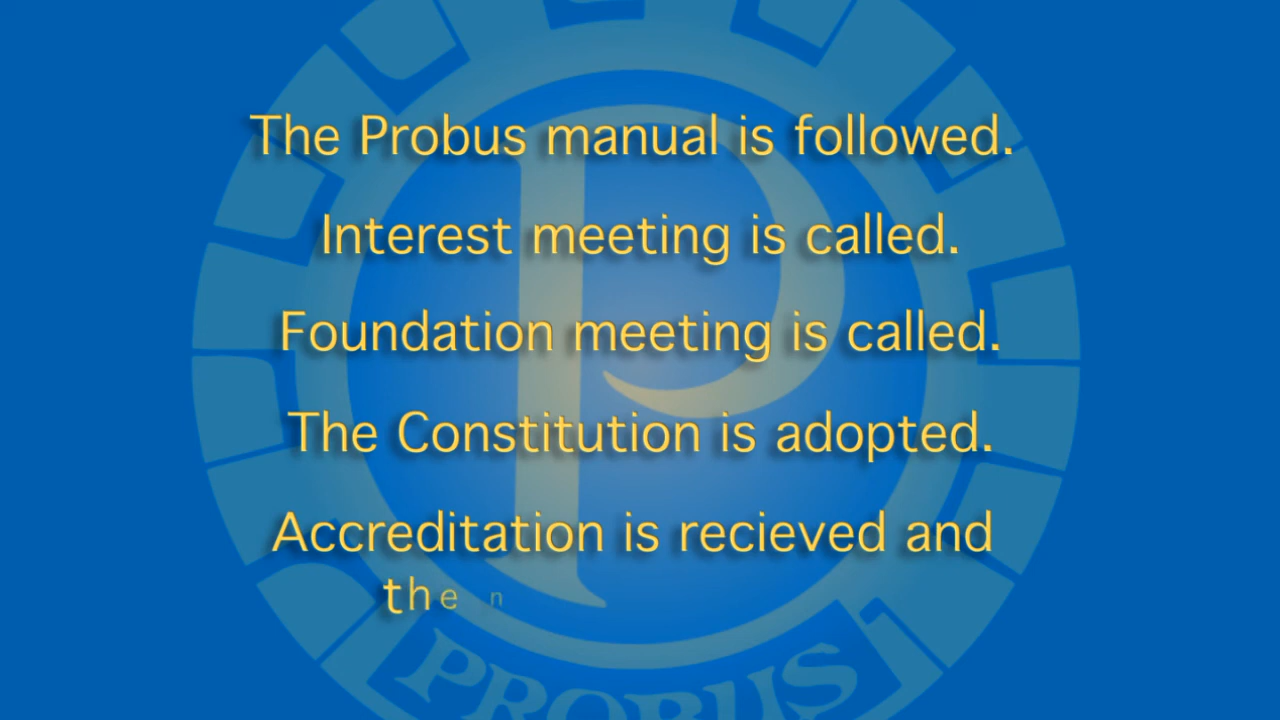 The Probus manual is followed.
Interest meeting is called.
Foundation meeting is called.
The Constitution is adopted.
Accreditation is recieved and
the n
PROBUS